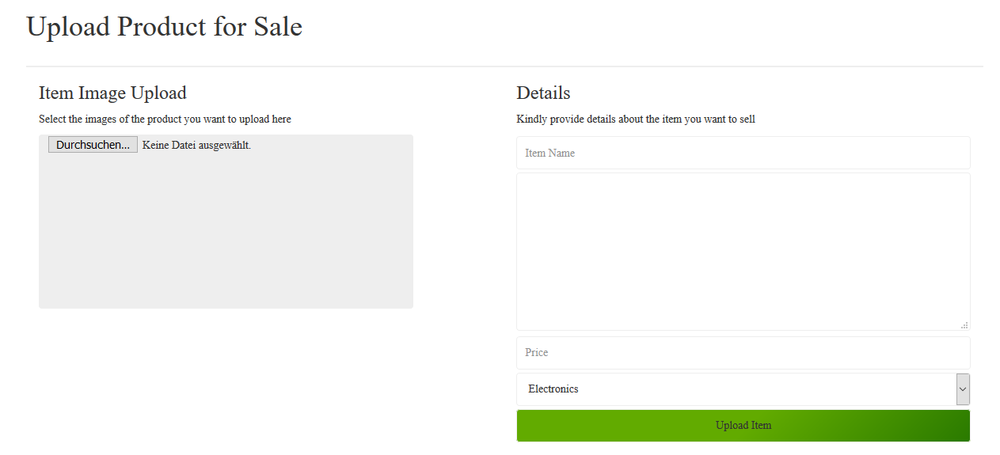 Upload Product for Sale
Item Image Upload
Select the images of the product you want to upload here
Durchsuchen... Keine Datei ausgewählt.
Details
Kindly provide details about the item you want to sell
Item Name
Price
Electronics
Upload Item